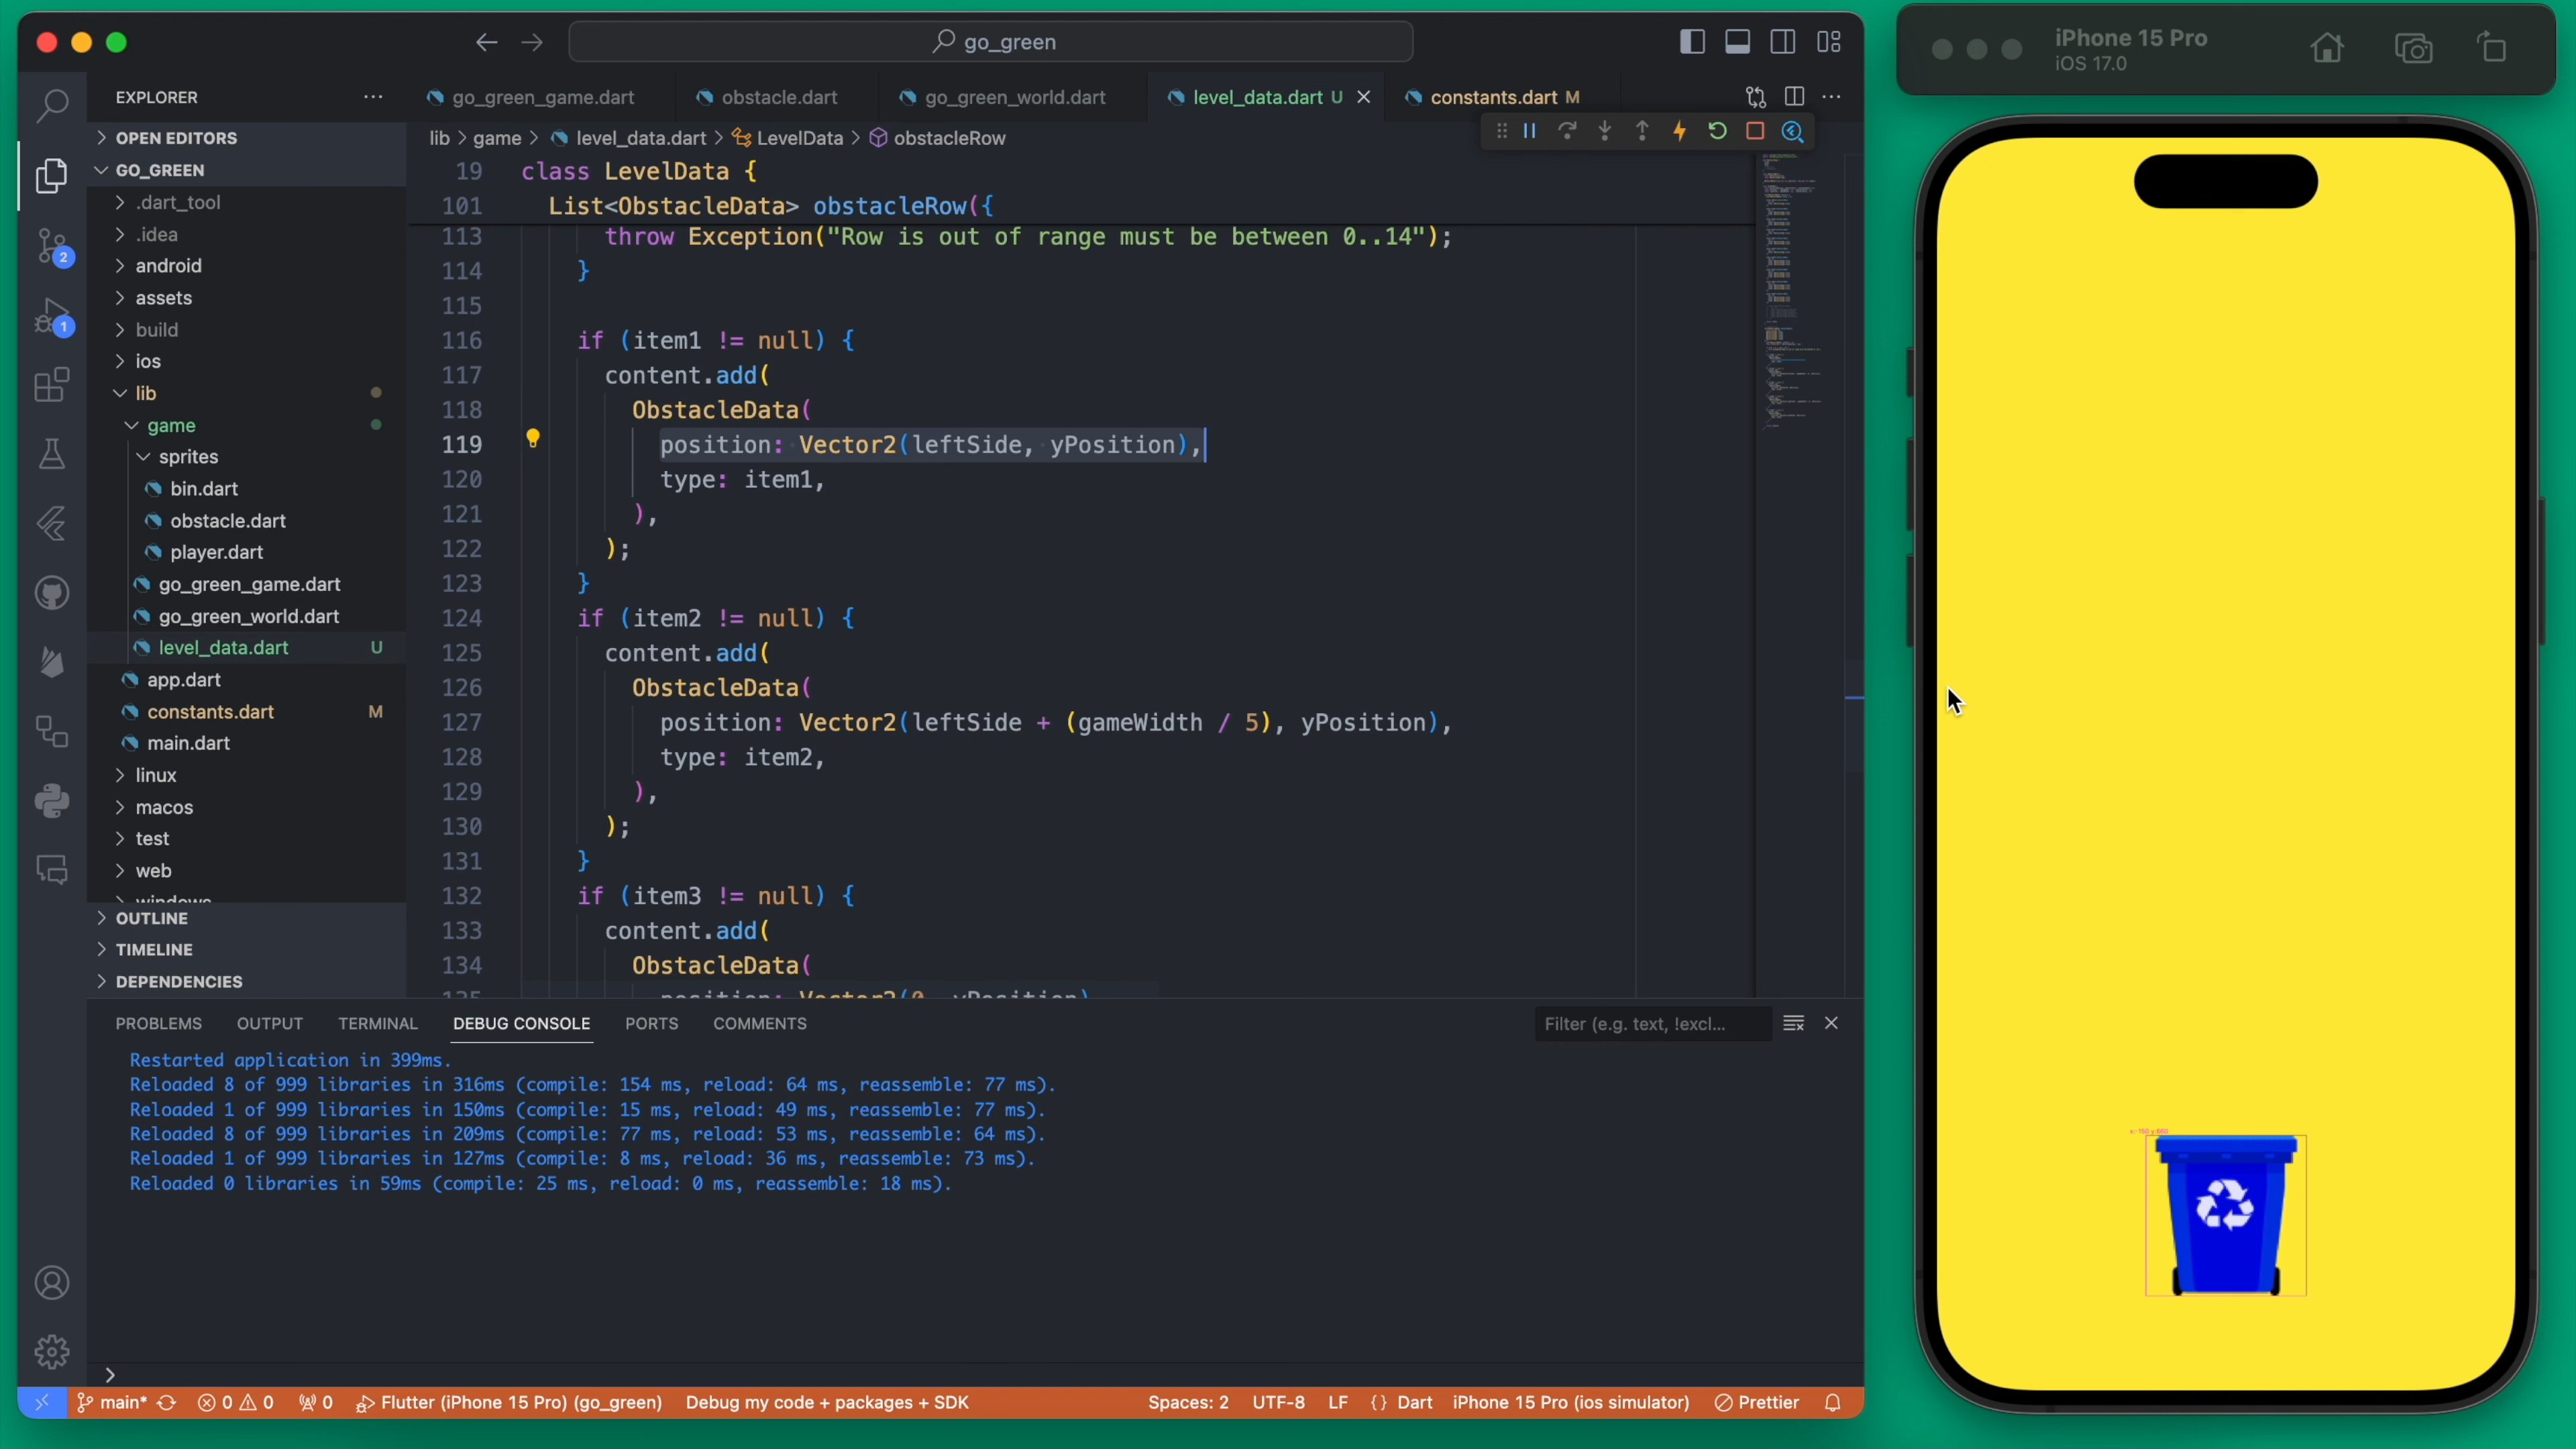 go_green
EXPLORER
OPEN EDITORS
GO_GREEN
.dart_tool
.idea
android
assets
build
ios
lib
game
sprites
bin.dart
obstacle.dart
player.dart
go_green_game.dart
go_green_world.dart
level_data.dart U
app.dart
constants.dart M
main.dart
linux
macos
test
web
windows
OUTLINE
TIMELINE
DEPENDENCIES
2
1
go_green_game.dart obstacle.dart go_green_world.dart level_data.dart U constants.dart M
lib > game > level_data.dart > LevelData > obstacleRow
19 class LevelData {
101 List<ObstacleData> obstacleRow({
113 throw Exception("Row is out of range must be between 0..14");
114 }
115
116 if (item1 != null) {
117 content.add(
118 ObstacleData(
119 position: Vector2(leftSide, yPosition),
120 type: item1,
121 ),
122 );
123 }
124 if (item2 != null) {
125 content.add(
126 ObstacleData(
127 position: Vector2(leftSide + (gameWidth / 5), yPosition),
128 type: item2,
129 ),
130 );
131 }
132 if (item3 != null) {
133 content.add(
134 ObstacleData(
135 position: Vector2(0, yPosition),
PROBLEMS OUTPUT TERMINAL DEBUG CONSOLE PORTS COMMENTS
Filter (e.g. text, !excl...
Restarted application in 399ms.
Reloaded 8 of 999 libraries in 316ms (compile: 154 ms, reload: 64 ms, reassemble: 77 ms).
Reloaded 1 of 999 libraries in 150ms (compile: 15 ms, reload: 49 ms, reassemble: 77 ms).
Reloaded 8 of 999 libraries in 209ms (compile: 77 ms, reload: 53 ms, reassemble: 64 ms).
Reloaded 1 of 999 libraries in 127ms (compile: 8 ms, reload: 36 ms, reassemble: 73 ms).
Reloaded 0 libraries in 59ms (compile: 25 ms, reload: 0 ms, reassemble: 18 ms).
main* 0 0 0 Flutter (iPhone 15 Pro) (go_green) Debug my code + packages + SDK Spaces: 2 UTF-8 LF {} Dart iPhone 15 Pro (ios simulator) Prettier
iPhone 15 Pro
iOS 17.0